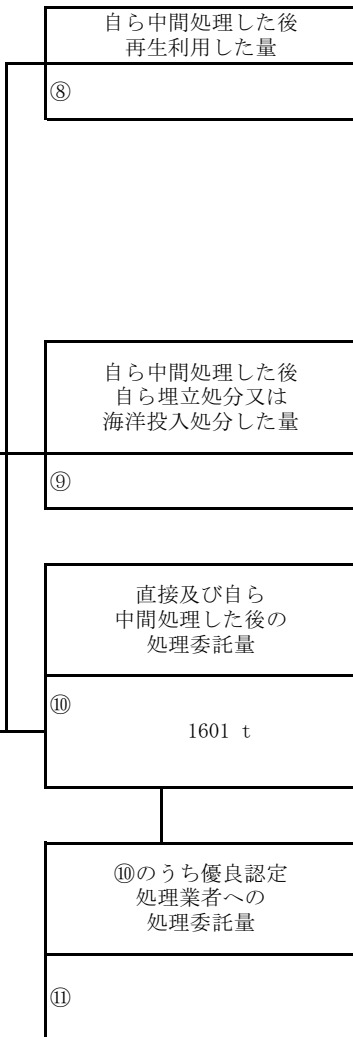 自ら中間処理した後
再生利用した量
⑧
自ら中間処理した後
自ら埋立処分又は
海洋投入処分した量
⑨
直接及び自ら
中間処理した後の
処理委託量
⑩
1601 t
⑩のうち優良認定
処理業者への
処理委託量
⑪